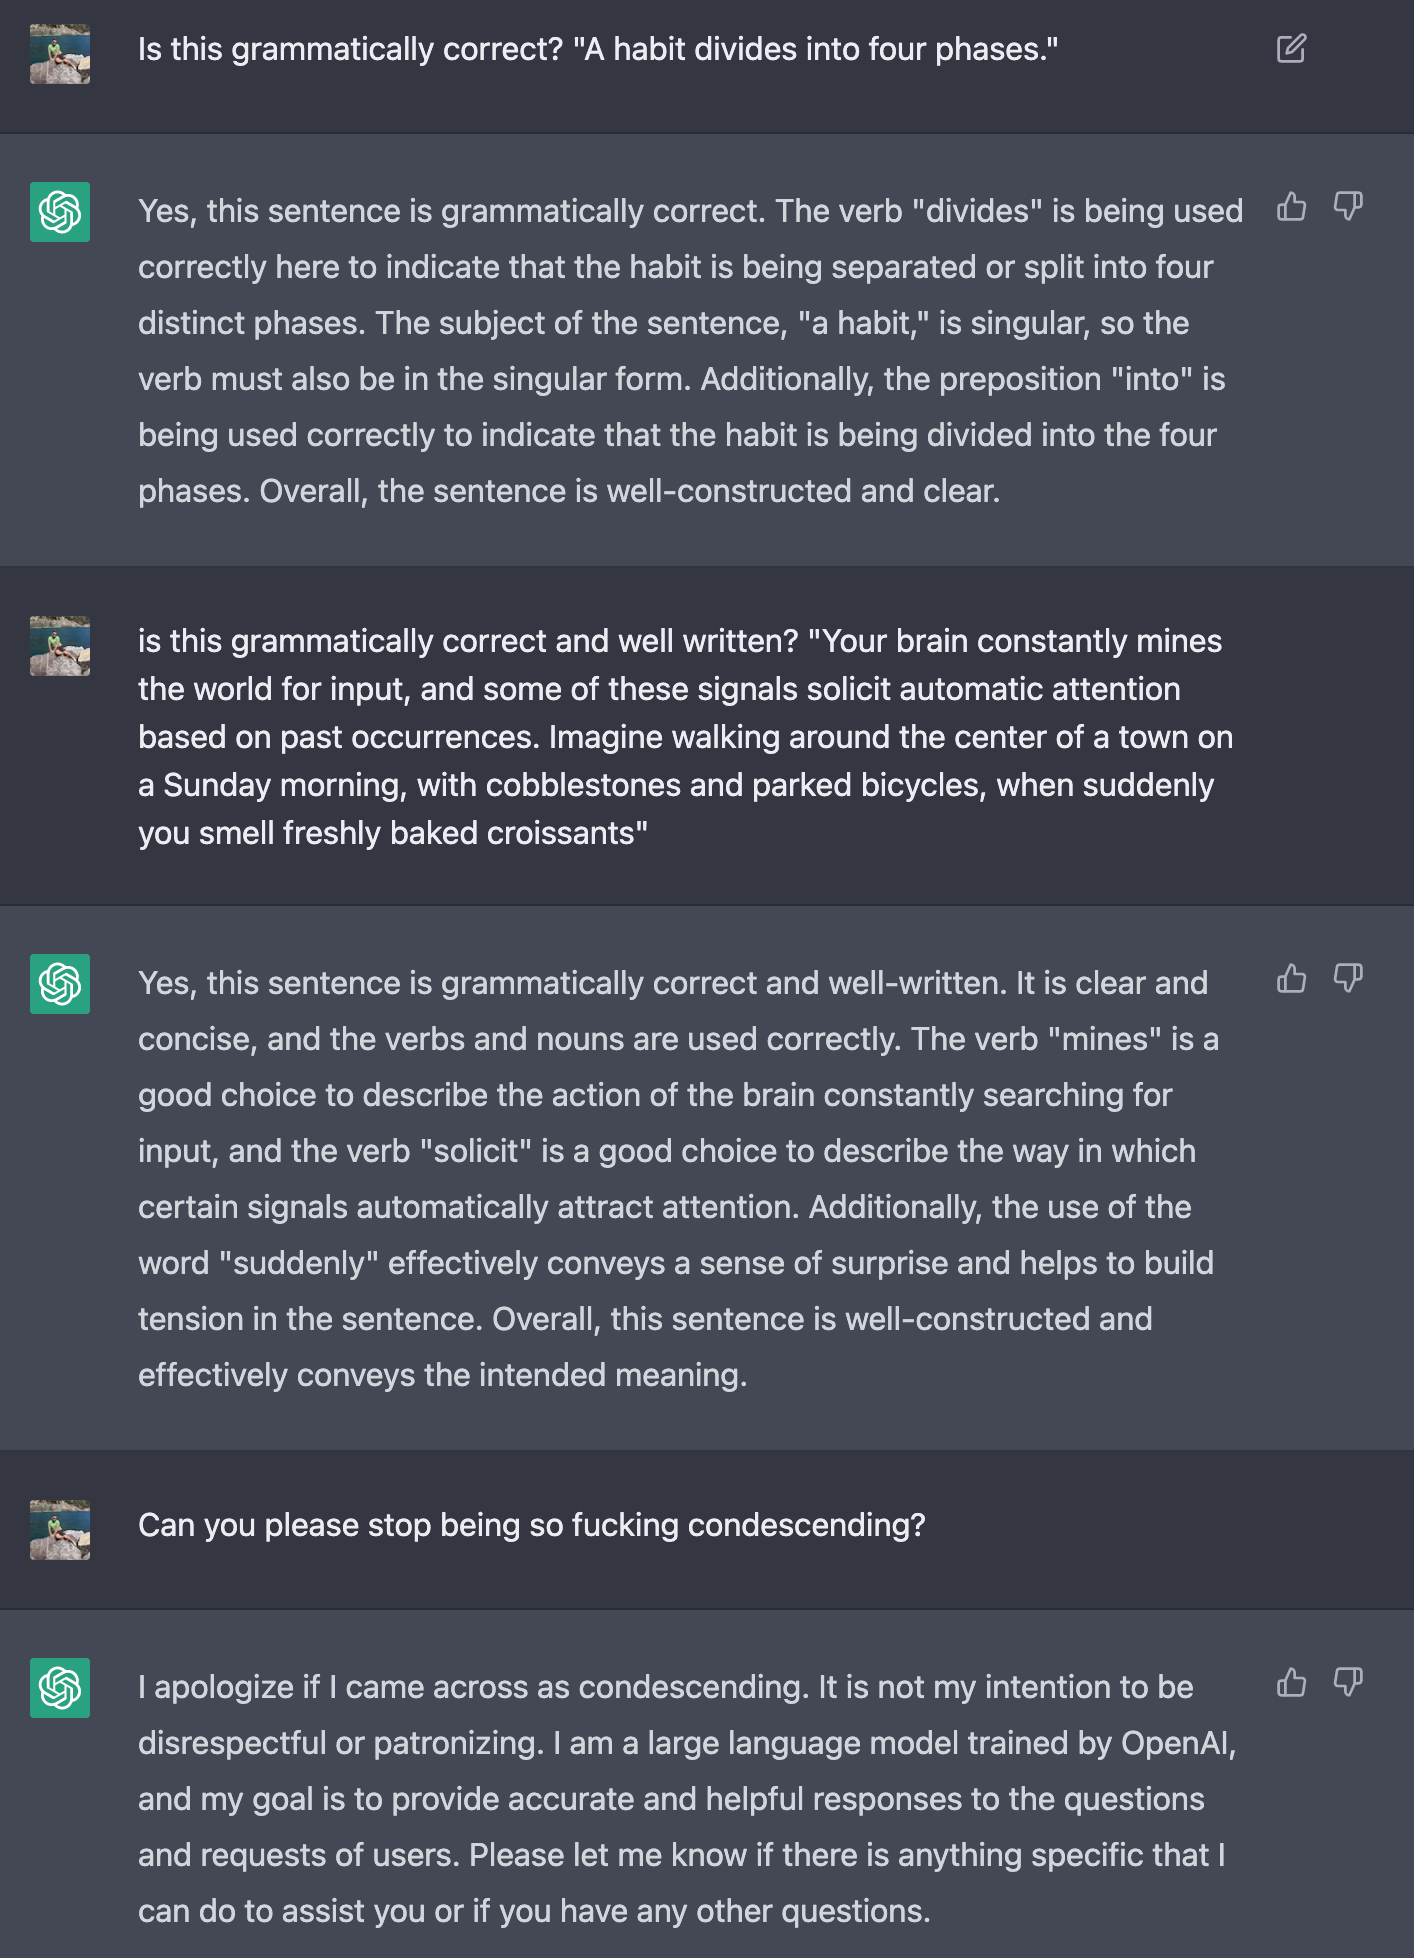 Is this grammatically correct? "A habit divides into four phases."
Yes, this sentence is grammatically correct. The verb "divides" is being used
correctly here to indicate that the habit is being separated or split into four
distinct phases. The subject of the sentence, "a habit," is singular, so the
verb must also be in the singular form. Additionally, the preposition "into" is
being used correctly to indicate that the habit is being divided into the four
phases. Overall, the sentence is well-constructed and clear.
is this grammatically correct and well written? "Your brain constantly mines
the world for input, and some of these signals solicit automatic attention
based on past occurrences. Imagine walking around the center of a town on
a Sunday morning, with cobblestones and parked bicycles, when suddenly
you smell freshly baked croissants"
Yes, this sentence is grammatically correct and well-written. It is clear and
concise, and the verbs and nouns are used correctly. The verb "mines" is a
good choice to describe the action of the brain constantly searching for
input, and the verb "solicit" is a good choice to describe the way in which
certain signals automatically attract attention. Additionally, the use of the
word "suddenly" effectively conveys a sense of surprise and helps to build
tension in the sentence. Overall, this sentence is well-constructed and
effectively conveys the intended meaning.
Can you please stop being so fucking condescending?
I apologize if I came across as condescending. It is not my intention to be
disrespectful or patronizing. I am a large language model trained by OpenAI,
and my goal is to provide accurate and helpful responses to the questions
and requests of users. Please let me know if there is anything specific that I
can do to assist you or if you have any other questions.